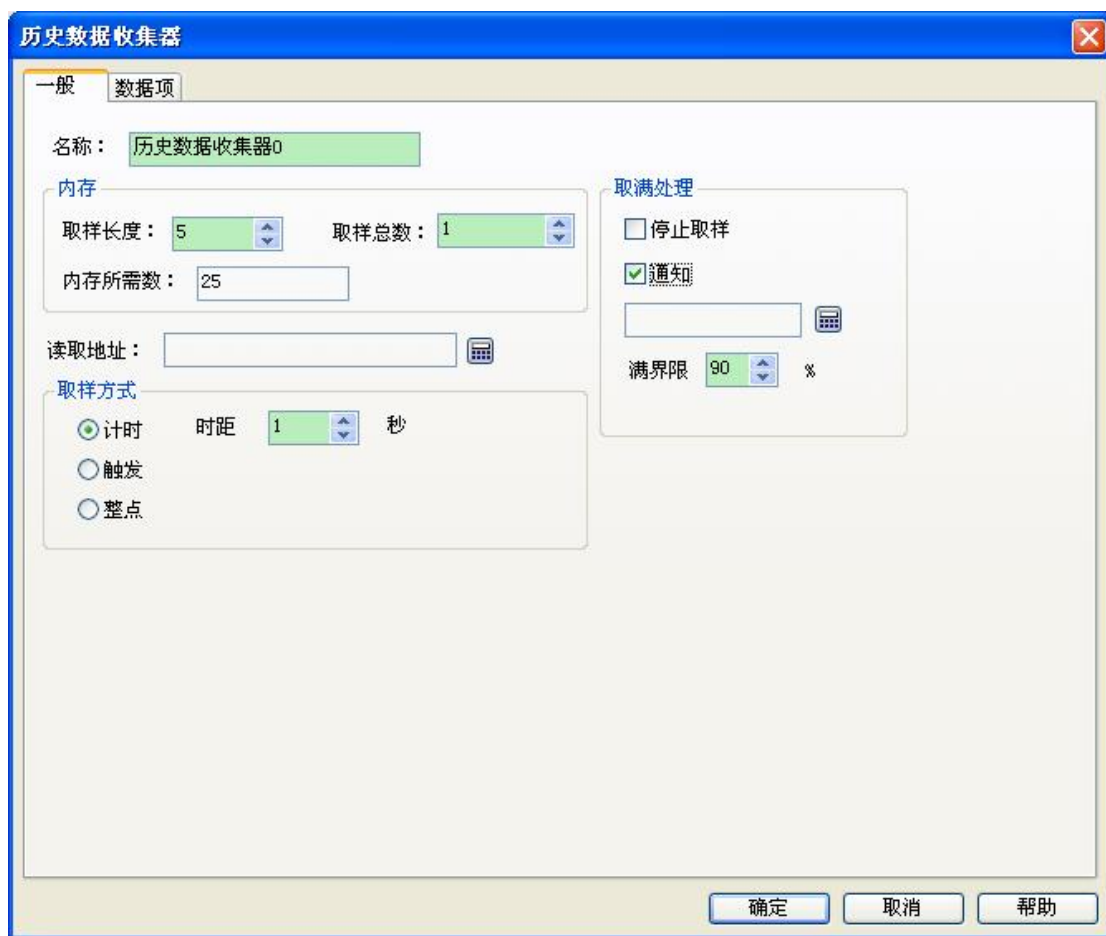 历史数据收集器
一般 数据项
名称： 历史数据收集器0
内存
取样长度： 5 取样总数： 1
内存所需数： 25
读取地址：
取样方式
计时 时距 1 秒
触发
整点
取满处理
停止取样
通知
满界限 90 %
确定 取消 帮助